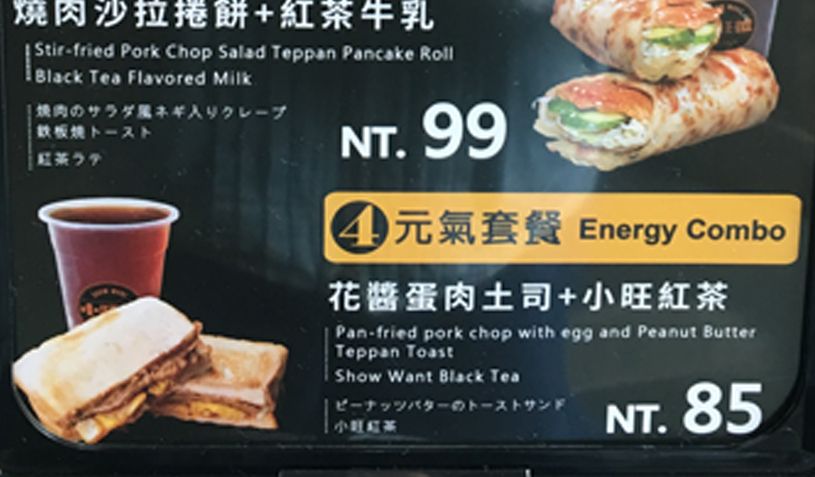 燒肉沙拉捲餅+紅茶牛乳
Stir-fried Pork Chop Salad Teppan Pancake Roll
Black Tea Flavored Milk
焼肉のサラダ風ネギ入りクレープ
鉄板焼トースト
紅茶ラテ
NT. 99
4 元氣套餐 Energy Combo
花醬蛋肉土司+小旺紅茶
Pan-fried pork chop with egg and Peanut Butter
Teppan Toast
Show Want Black Tea
ピーナッツバターのトーストサンド
小旺紅茶
NT. 85